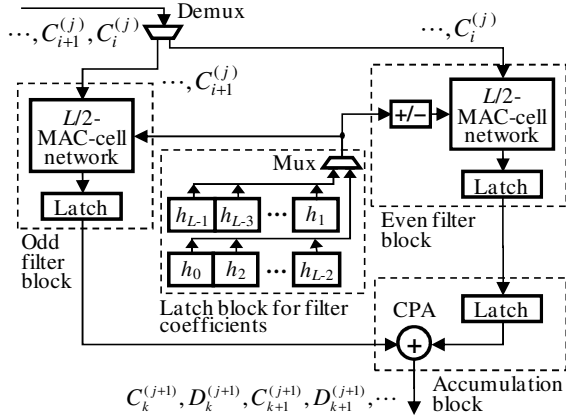 Demux
⋯, C_{i+1}^{(j)}, C_i^{(j)}
⋯, C_i^{(j)}
⋯, C_{i+1}^{(j)}
L/2-
MAC-cell
network
Latch
Odd
filter
block
Mux
h_{L-1} h_{L-3} ⋯ h_1
h_0 h_2 ⋯ h_{L-2}
Latch block for filter
coefficients
+/−
L/2-
MAC-cell
network
Latch
Even filter
block
CPA
+
Latch
Accumulation
block
C_k^{(j+1)}, D_k^{(j+1)}, C_{k+1}^{(j+1)}, D_{k+1}^{(j+1)}, ⋯